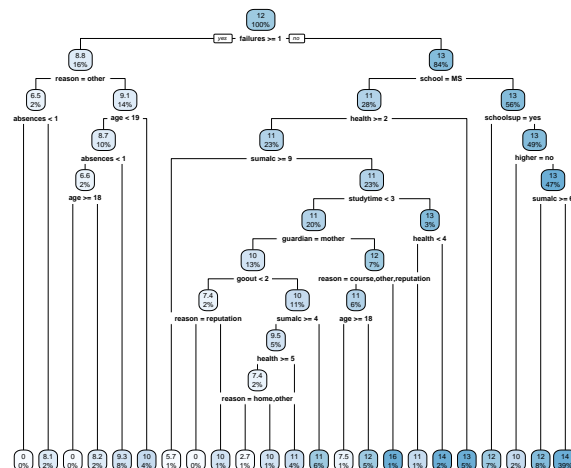 12
100%
yes failures >= 1 no
8.8
16%
13
84%
reason = other
school = MS
6.5
2%
9.1
14%
11
28%
13
56%
absences < 1
age < 19
health >= 2
schoolsup = yes
8.7
10%
11
23%
13
49%
absences < 1
sumalc >= 9
higher = no
6.6
2%
11
23%
13
47%
age >= 18
studytime < 3
sumalc >= 6
11
20%
13
3%
guardian = mother
health < 4
10
13%
12
7%
goout < 2
reason = course,other,reputation
7.4
2%
10
11%
11
6%
reason = reputation
sumalc >= 4
age >= 18
9.5
5%
health >= 5
7.4
2%
reason = home,other
0 8.1 0 8.2 9.3 10 5.7 0 10 2.7 10 11 11 7.5 12 16 11 14 13 12 10 12 14
0% 2% 0% 2% 8% 4% 1% 0% 1% 1% 1% 4% 6% 1% 5% 1% 1% 2% 5% 7% 2% 8% 39%